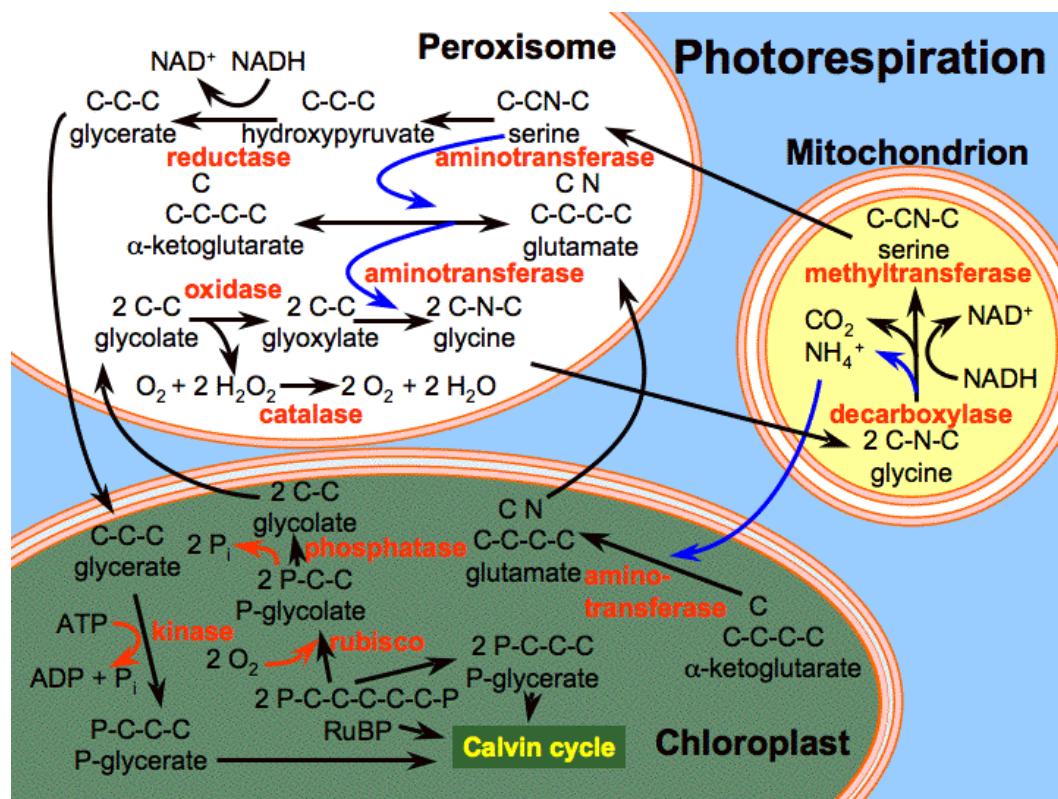 Photorespiration
Peroxisome
NAD⁺ NADH
C-C-C
glycerate
C-C-C
hydroxypyruvate
C-CN-C
serine
reductase
aminotransferase
C
C-C-C-C
α-ketoglutarate
C N
C-C-C-C
glutamate
aminotransferase
2 C-C
glycolate
oxidase
2 C-C
glyoxylate
2 C-N-C
glycine
O₂ + 2 H₂O₂
2 O₂ + 2 H₂O
catalase
Mitochondrion
C-CN-C
serine
methyltransferase
CO₂
NH₄⁺
NAD⁺
NADH
decarboxylase
2 C-N-C
glycine
2 C-C
glycolate
C-C-C
glycerate
2 Pᵢ
phosphatase
2 P-C-C
P-glycolate
C N
C-C-C-C
glutamate
amino-
transferase
C
C-C-C-C
α-ketoglutarate
ATP
kinase
ADP + Pᵢ
2 O₂
rubisco
2 P-C-C-C
P-glycerate
2 P-C-C-C-C-C-P
RuBP
P-C-C-C
P-glycerate
Calvin cycle
Chloroplast